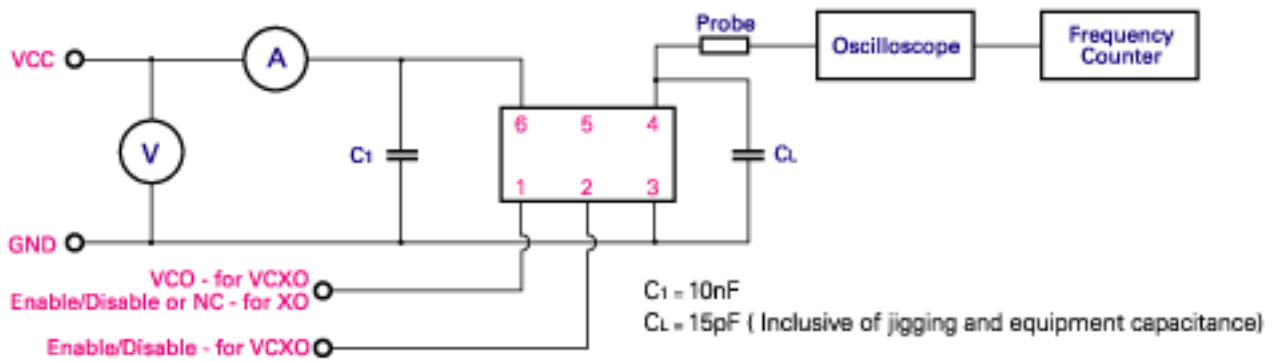 Probe
Oscilloscope
Frequency
Counter
VCC
A
V
C1
6 5 4
1 2 3
CL
GND
VCO - for VCXO
Enable/Disable or NC - for XO
Enable/Disable - for VCXO
C1 = 10nF
CL = 15pF ( Inclusive of jigging and equipment capacitance)